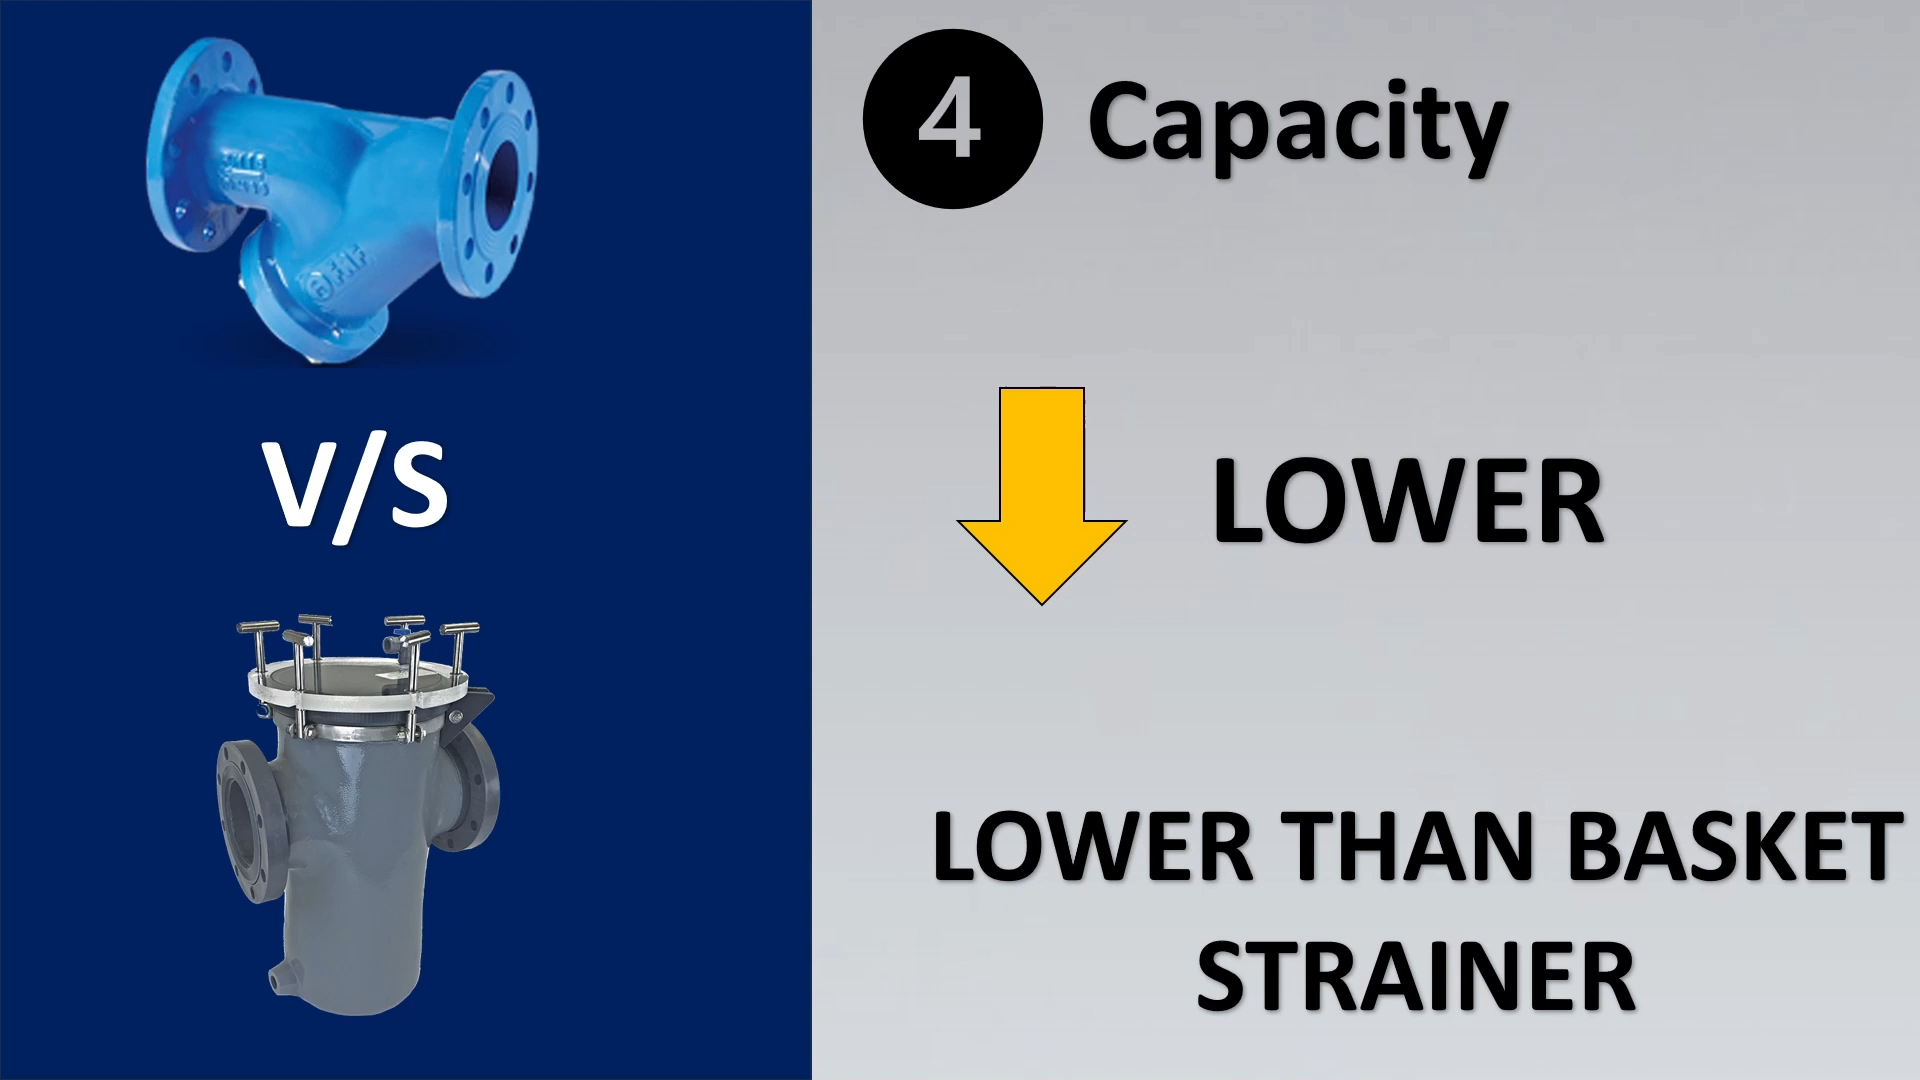 4 Capacity
V/S
LOWER
LOWER THAN BASKET
STRAINER